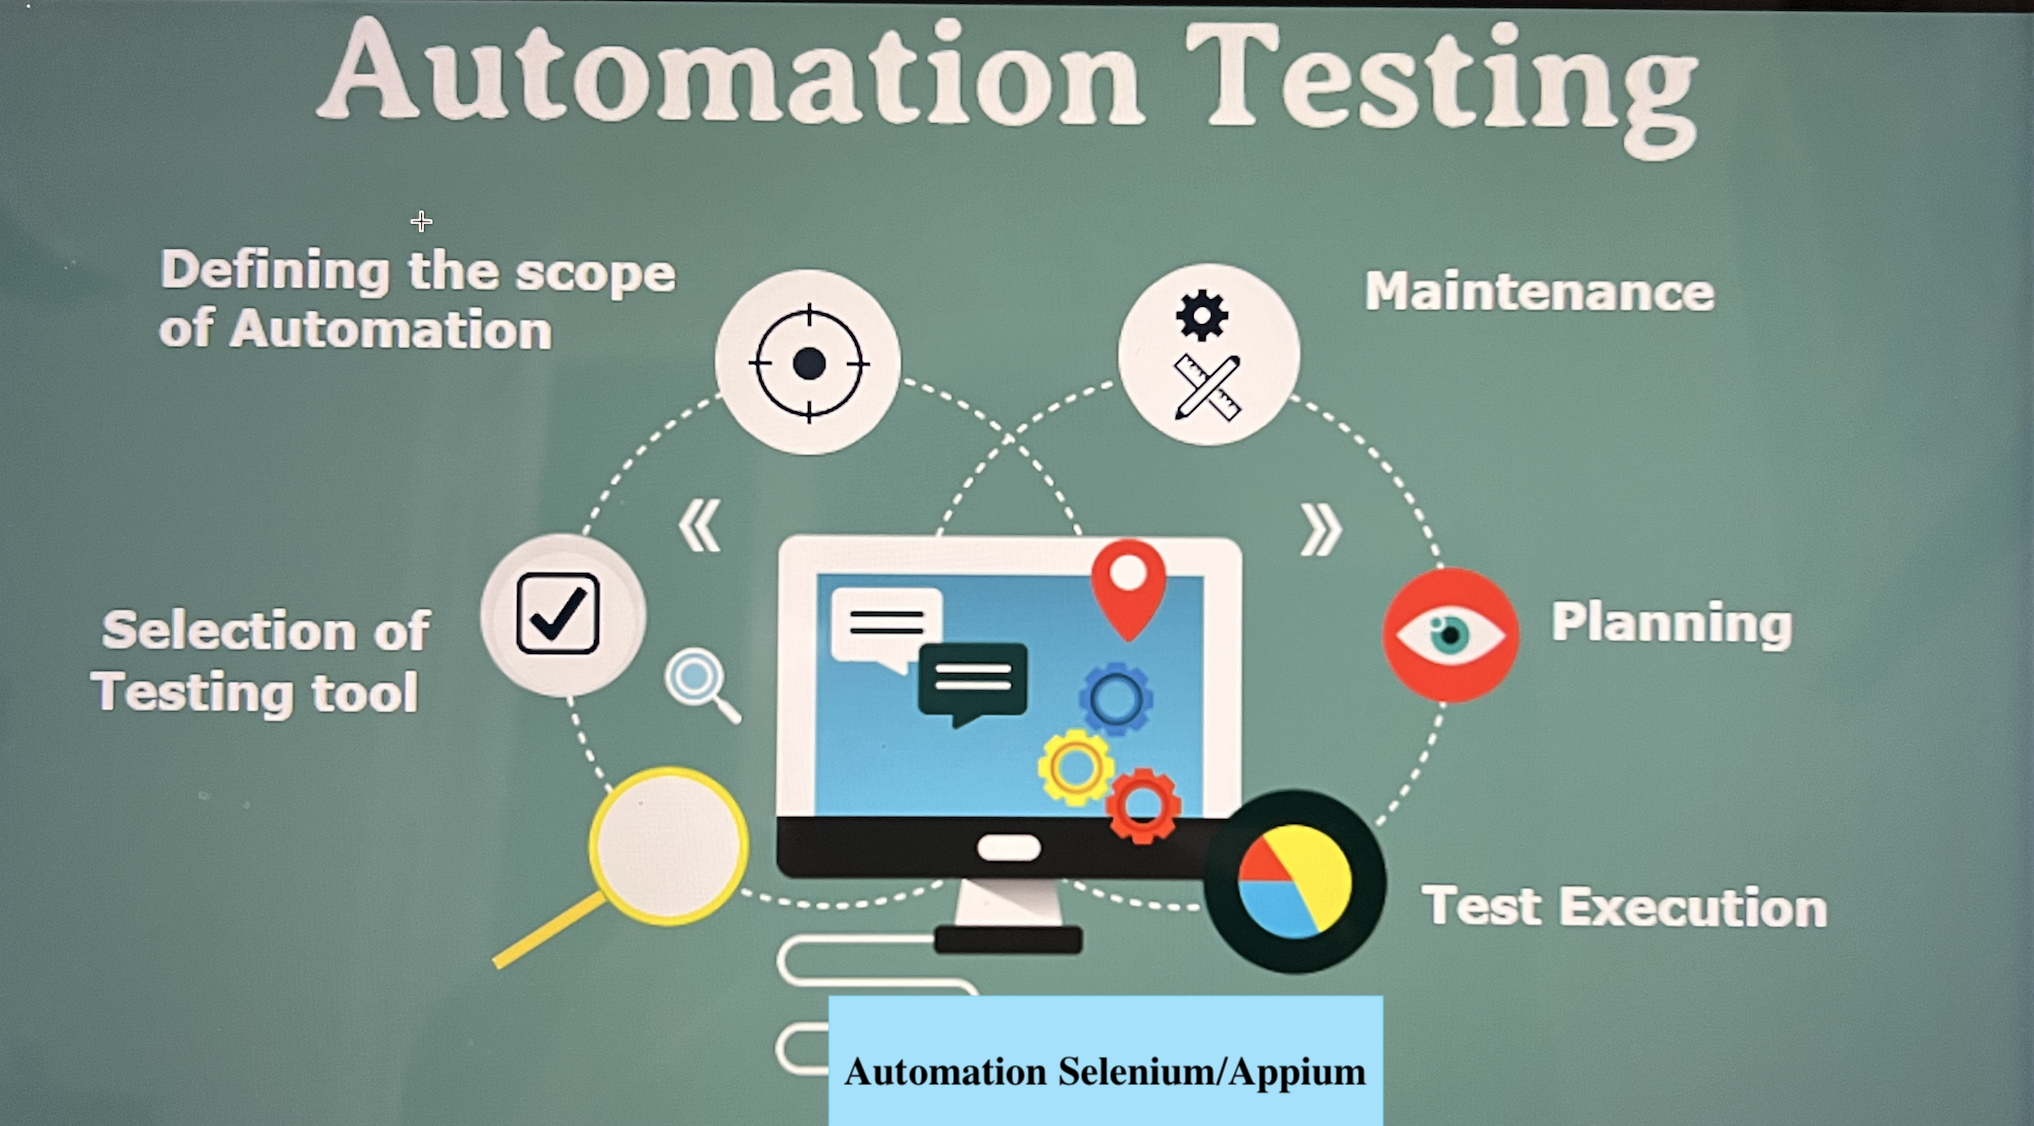 Automation Testing
Defining the scope
of Automation
Maintenance
Selection of
Testing tool
Planning
Test Execution
Automation Selenium/Appium